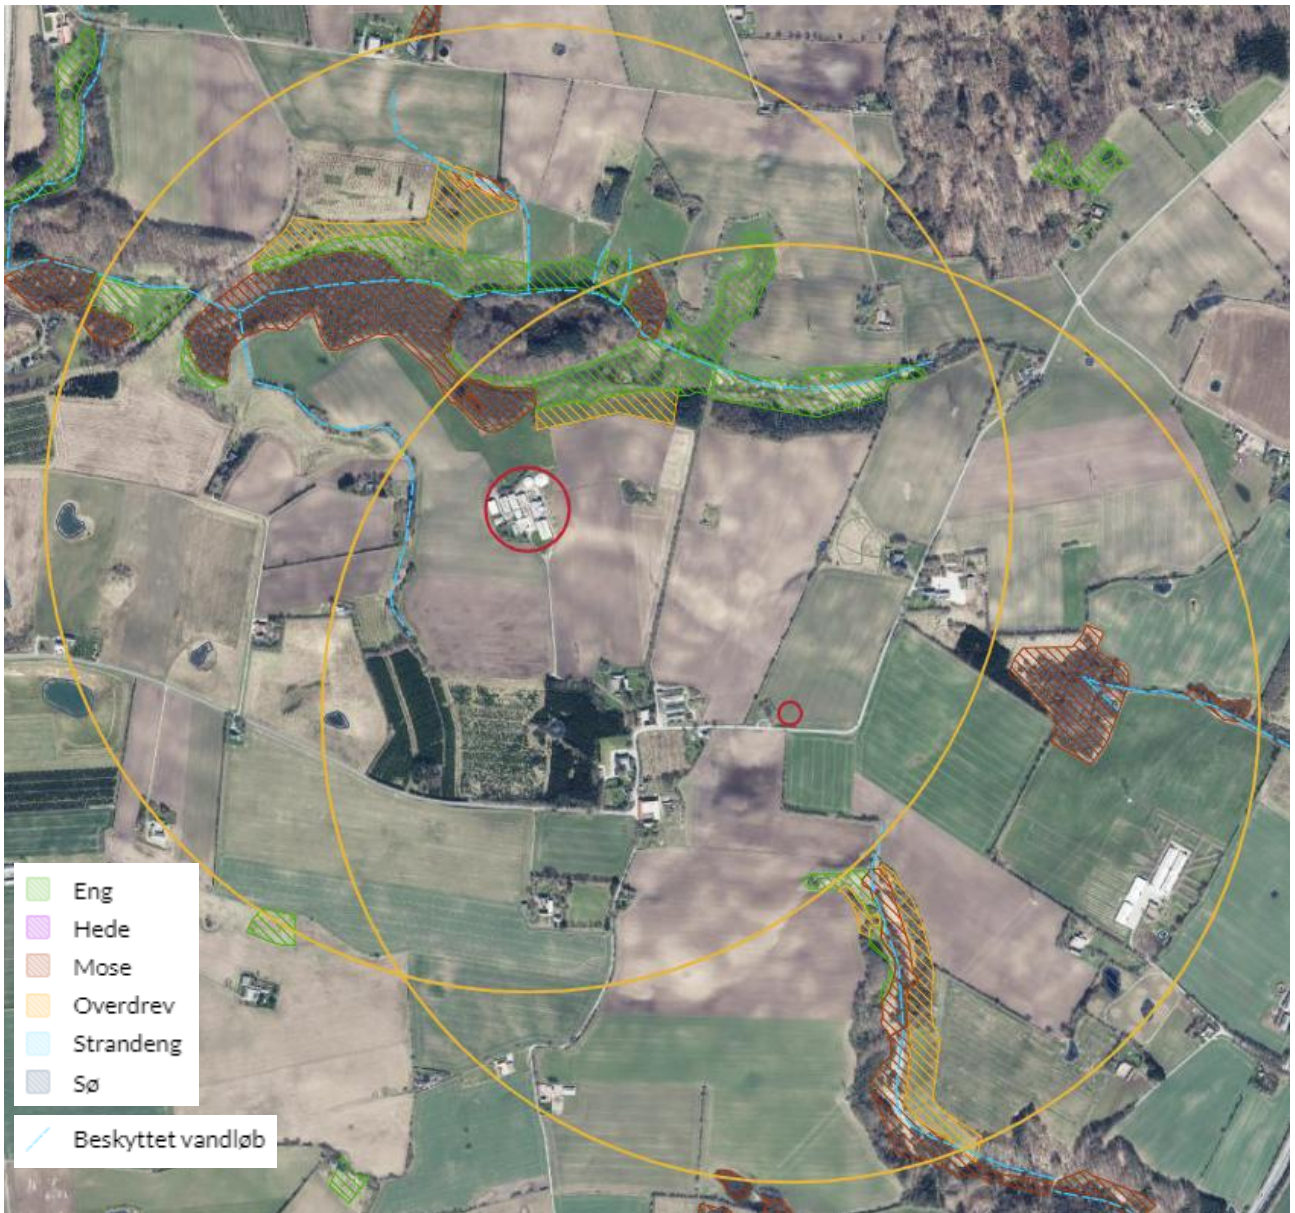 Eng
Hede
Mose
Overdrev
Strandeng
Sø
Beskyttet vandløb